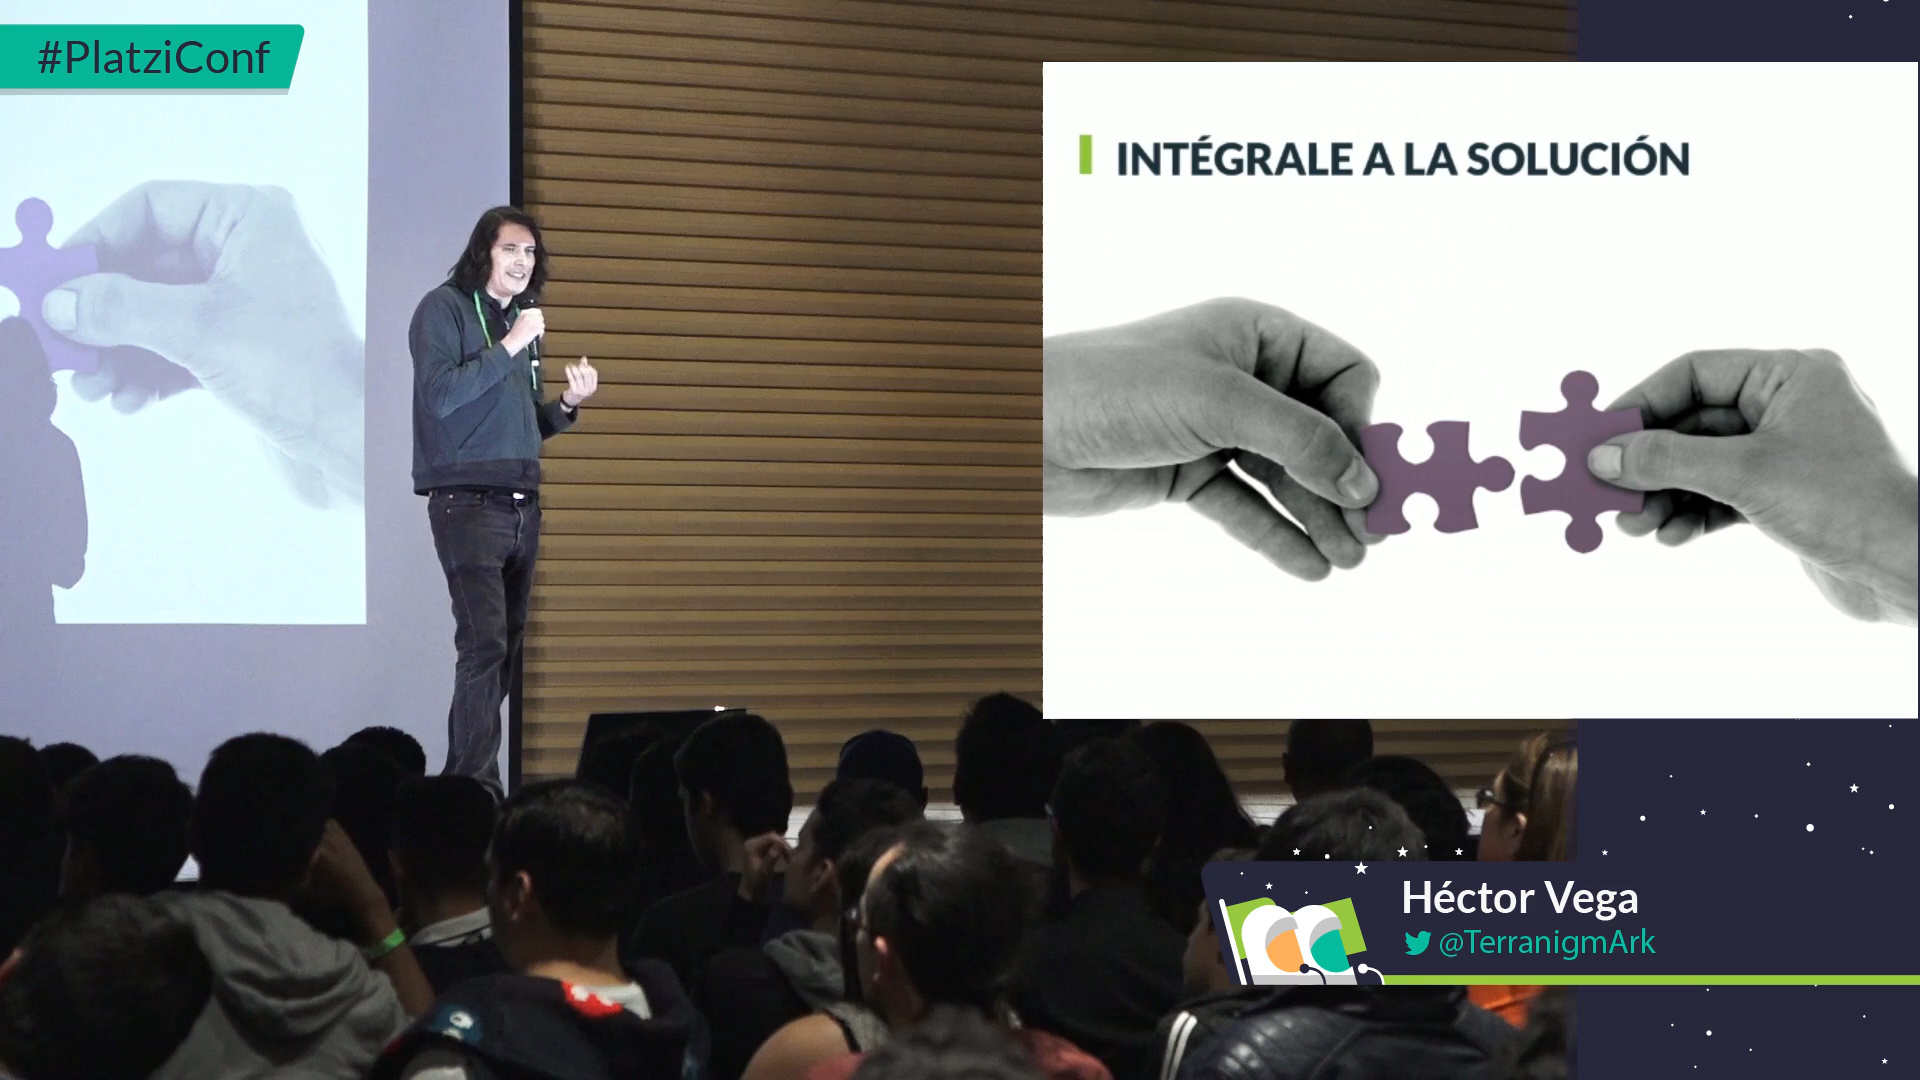 #PlatziConf
INTÉGRALE A LA SOLUCIÓN
Héctor Vega
@TerranigmArk